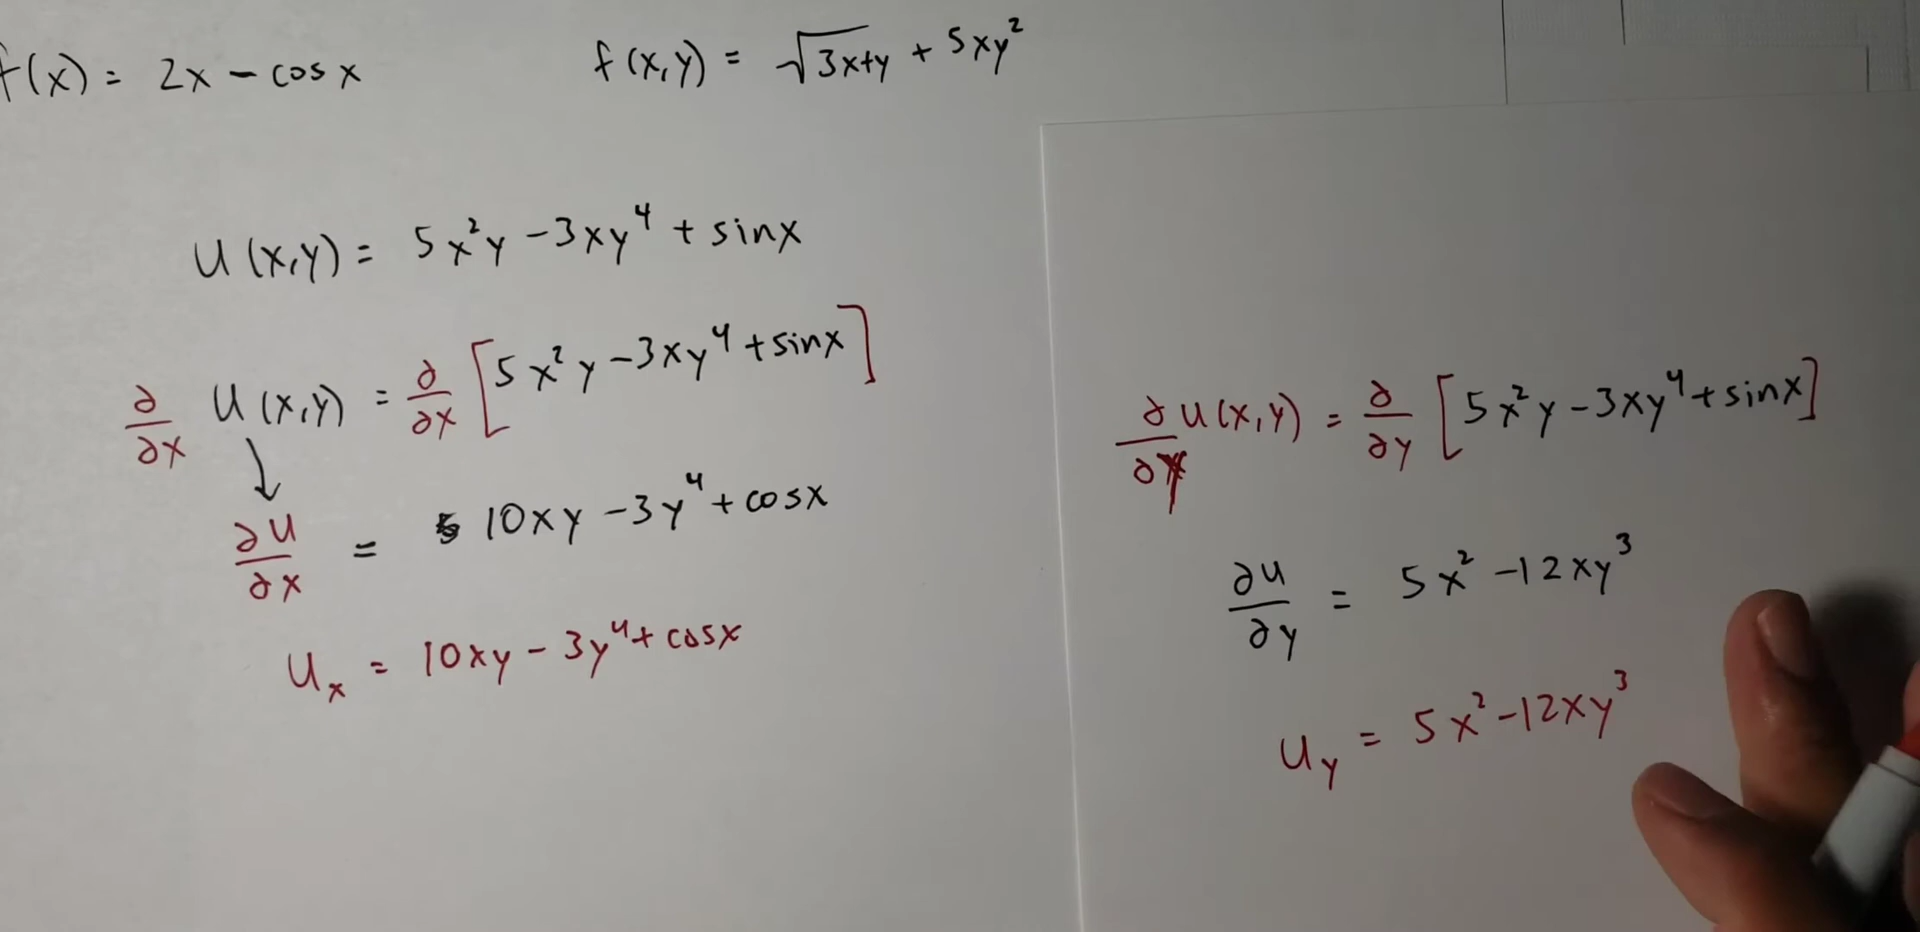 f(x) = 2x - cos x
f(x,y) = √(3x+y) + 5xy²
u(x,y) = 5x²y - 3xy⁴ + sinx
∂/∂x u(x,y) = ∂/∂x [5x²y - 3xy⁴ + sinx]
∂u/∂x = 10xy - 3y⁴ + cosx
uₓ = 10xy - 3y⁴ + cosx
∂/∂y u(x,y) = ∂/∂y [5x²y - 3xy⁴ + sinx]
∂u/∂y = 5x² - 12xy³
u_y = 5x² - 12xy³